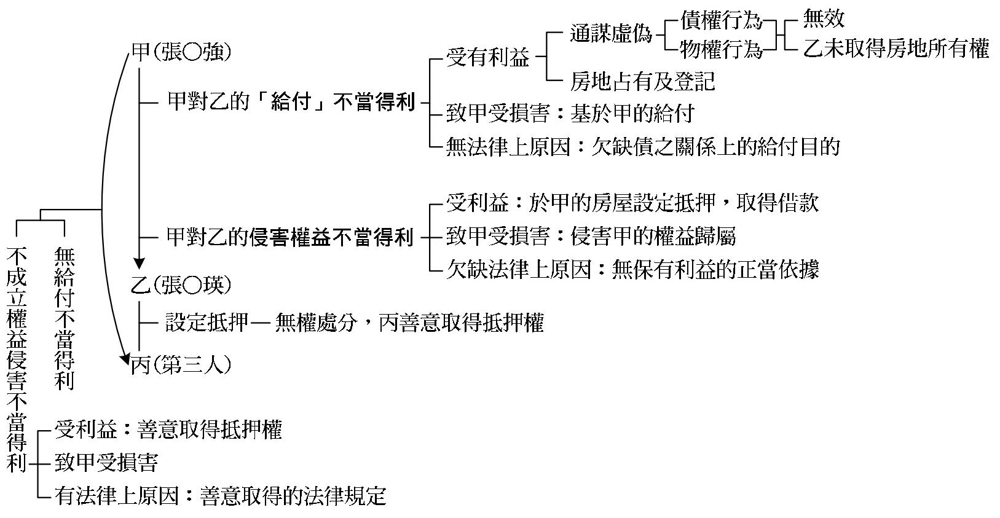 甲(張〇強)
甲對乙的「給付」不當得利
受有利益
通謀虛偽
債權行為
物權行為
無效
乙未取得房地所有權
房地占有及登記
致甲受損害：基於甲的給付
無法律上原因：欠缺債之關係上的給付目的
甲對乙的侵害權益不當得利
受利益：於甲的房屋設定抵押，取得借款
致甲受損害：侵害甲的權益歸屬
欠缺法律上原因：無保有利益的正當依據
乙(張〇瑛)
設定抵押
無權處分，丙善意取得抵押權
丙(第三人)
無給付不當得利
不成立權益侵害不當得利
受利益：善意取得抵押權
致甲受損害
有法律上原因：善意取得的法律規定